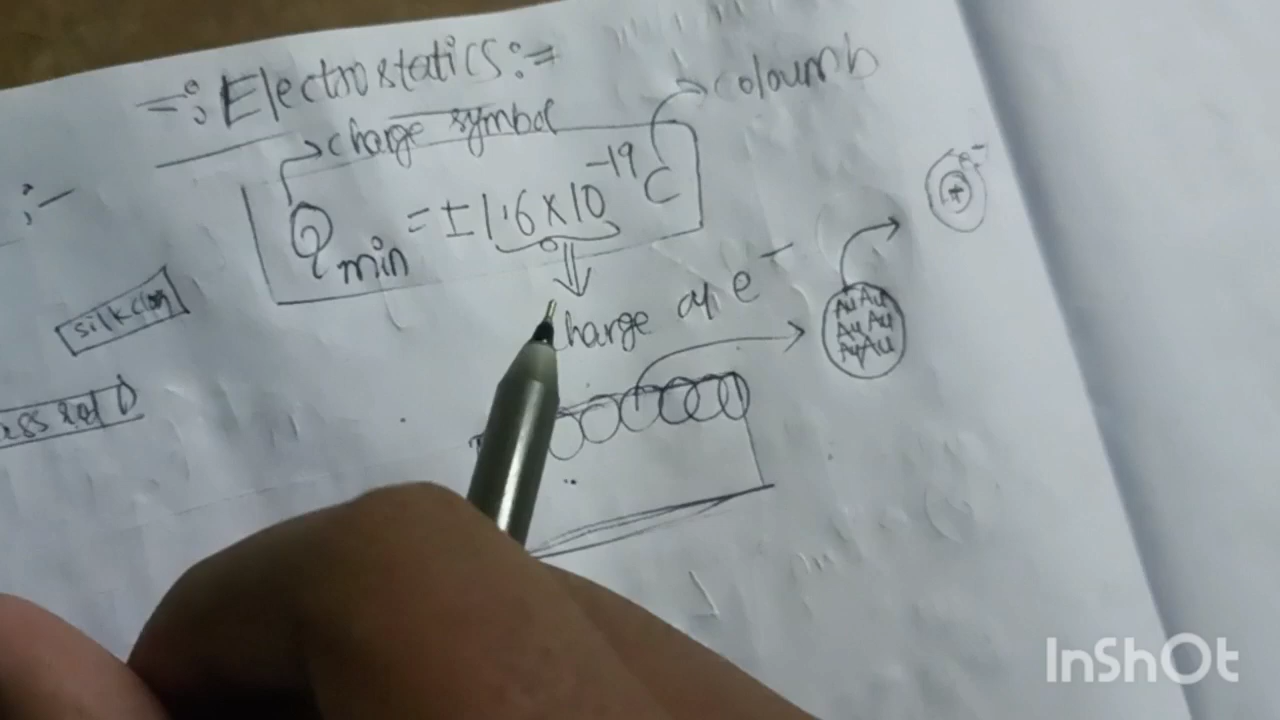 =:Electrostatics:=
charge symbol
coloumb
:-
Qmin = ±1.6×10⁻¹⁹ C
e⁻
+
silk
charge of e⁻
Au Au
Au Au
Au Au
InShOt